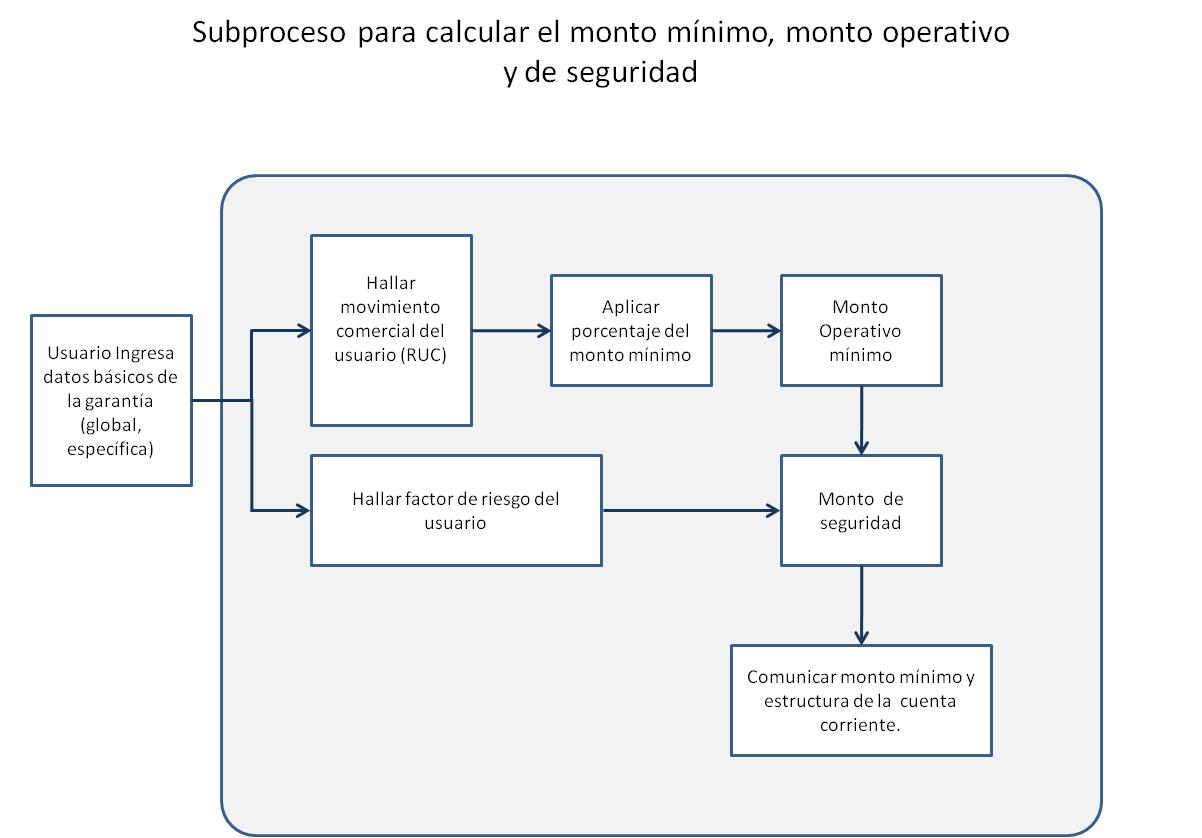 Subproceso para calcular el monto mínimo, monto operativo
y de seguridad
Usuario Ingresa
datos básicos de
la garantía
(global,
específica)
Hallar
movimiento
comercial del
usuario (RUC)
Aplicar
porcentaje del
monto mínimo
Monto
Operativo
mínimo
Hallar factor de riesgo del
usuario
Monto de
seguridad
Comunicar monto mínimo y
estructura de la cuenta
corriente.